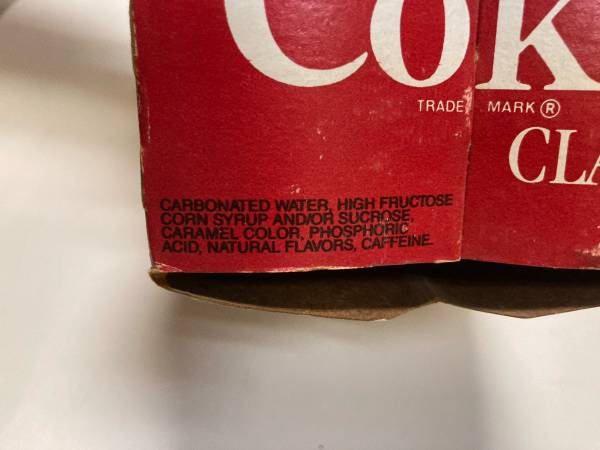 Cok
TRADE MARK ®
CLA
CARBONATED WATER, HIGH FRUCTOSE
CORN SYRUP AND/OR SUCROSE,
CARAMEL COLOR, PHOSPHORIC
ACID, NATURAL FLAVORS, CAFFEINE.